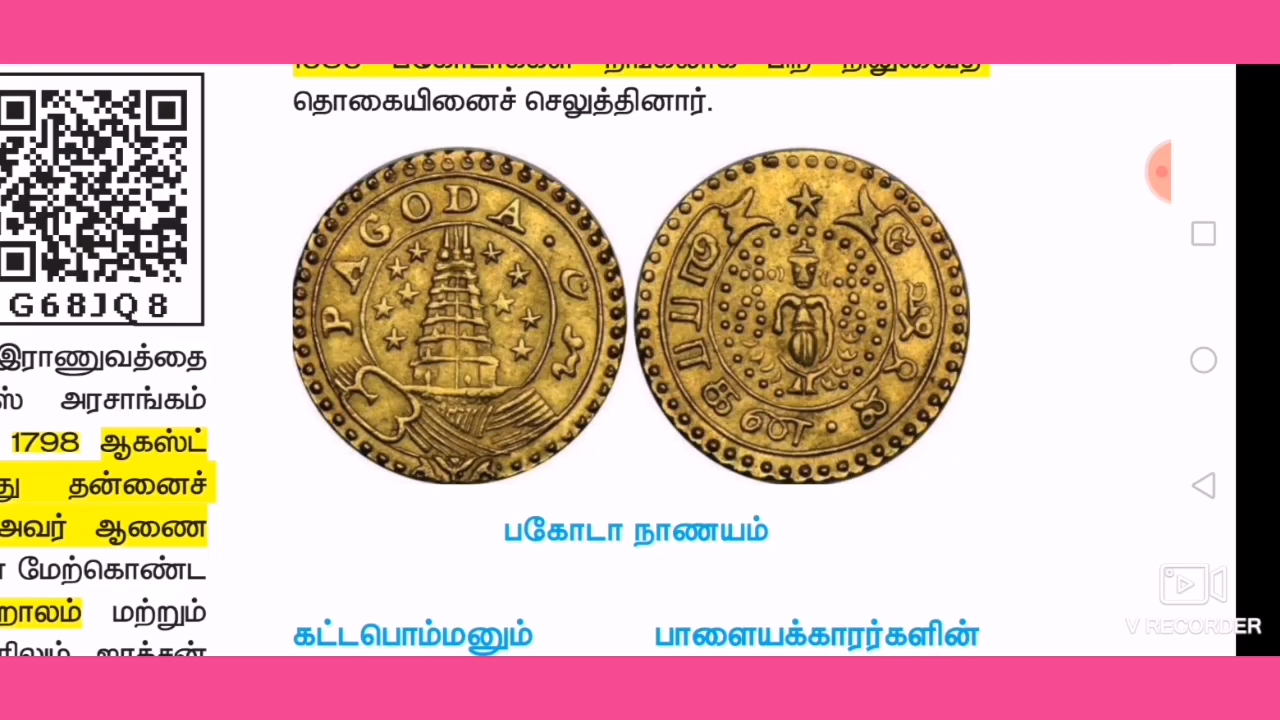 தொகையினைச் செலுத்தினார்.
G68JQ8
PAGODA
இராணுவத்தை
ஸ் அரசாங்கம்
1798 ஆகஸ்ட்
து தன்னைச்
அவர் ஆணை
மேற்கொண்ட
றாலம் மற்றும்
பகோடா நாணயம்
கட்டபொம்மனும் பாளையக்காரர்களின்
V RECORDER